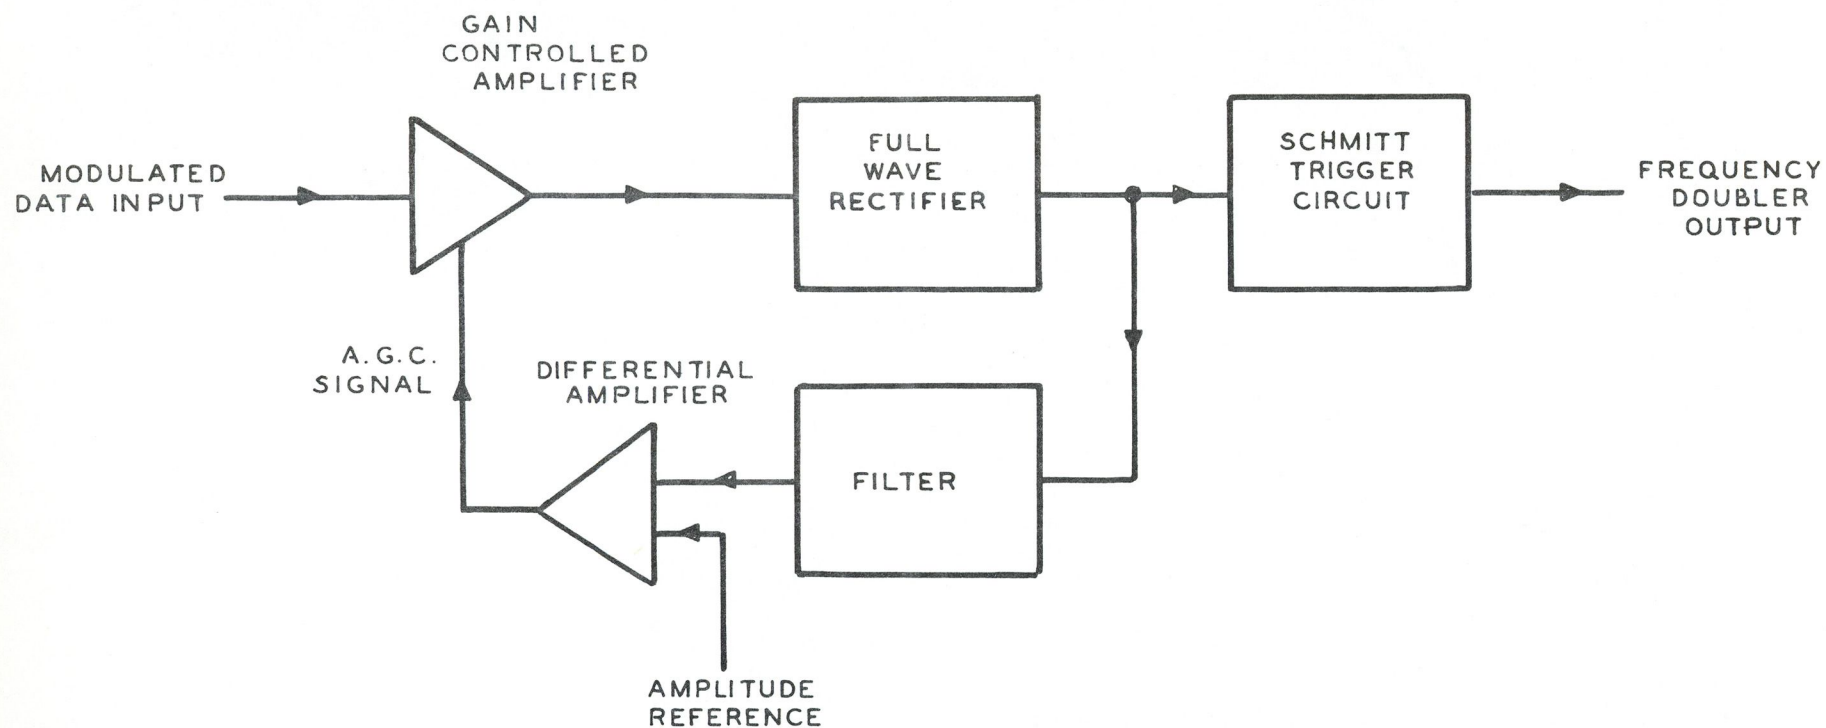 GAIN
CONTROLLED
AMPLIFIER
MODULATED
DATA INPUT
FULL
WAVE
RECTIFIER
SCHMITT
TRIGGER
CIRCUIT
FREQUENCY
DOUBLER
OUTPUT
A.G.C.
SIGNAL
DIFFERENTIAL
AMPLIFIER
FILTER
AMPLITUDE
REFERENCE